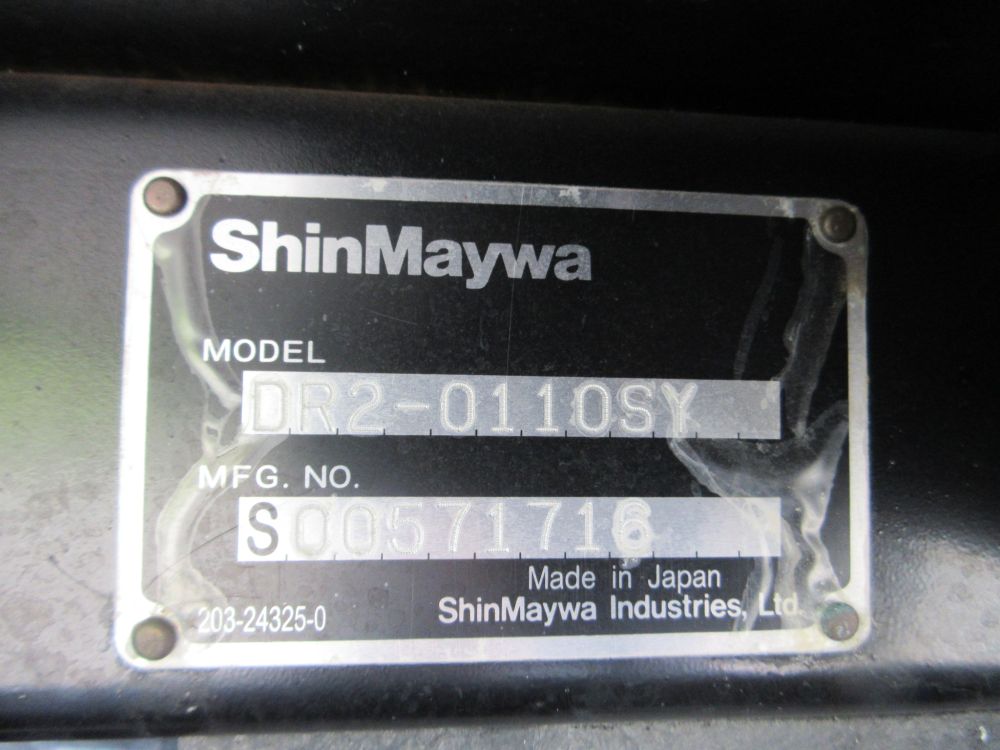 ShinMaywa
MODEL
DR2-0110SY
MFG. NO.
S00571716
Made in Japan
203-24325-0
ShinMaywa Industries, Ltd.